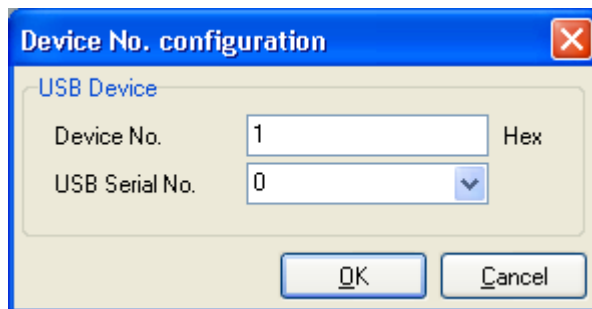 Device No. configuration
USB Device
Device No. 1 Hex
USB Serial No. 0
OK Cancel